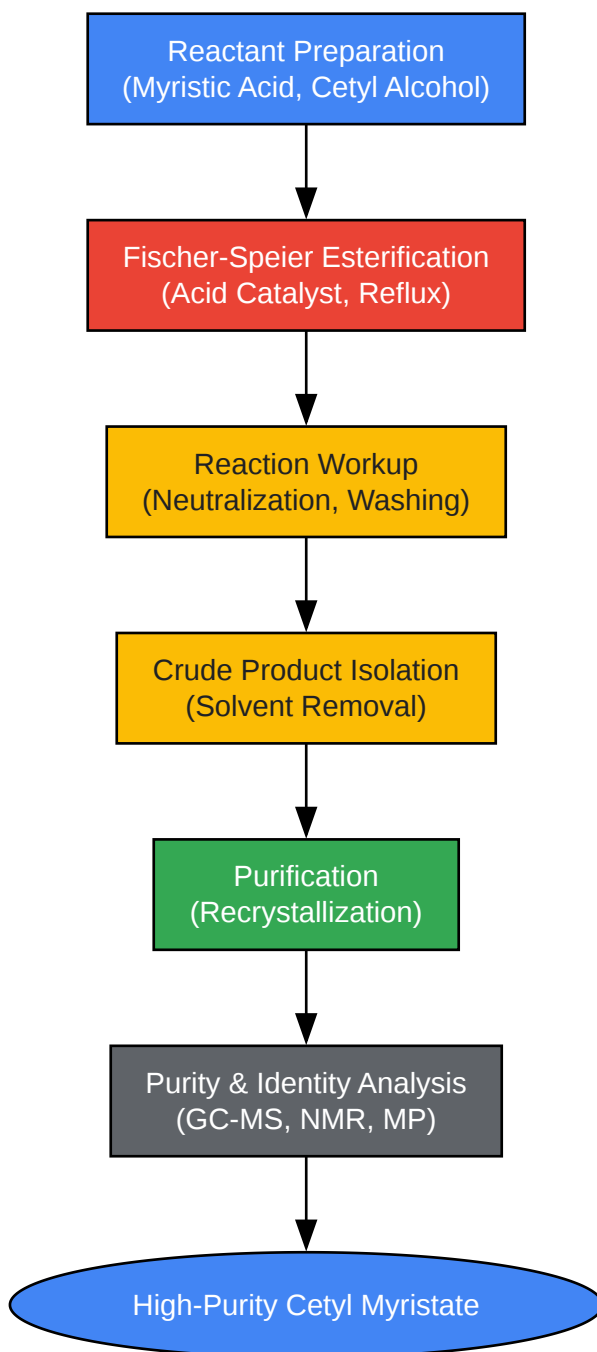 Reactant Preparation
(Myristic Acid, Cetyl Alcohol)
Fischer-Speier Esterification
(Acid Catalyst, Reflux)
Reaction Workup
(Neutralization, Washing)
Crude Product Isolation
(Solvent Removal)
Purification
(Recrystallization)
Purity & Identity Analysis
(GC-MS, NMR, MP)
High-Purity Cetyl Myristate